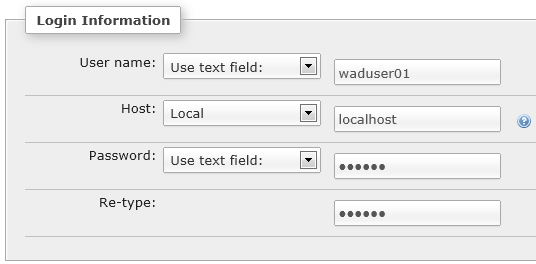 Login Information
User name: Use text field: waduser01
Host: Local localhost
Password: Use text field: ••••••
Re-type: ••••••